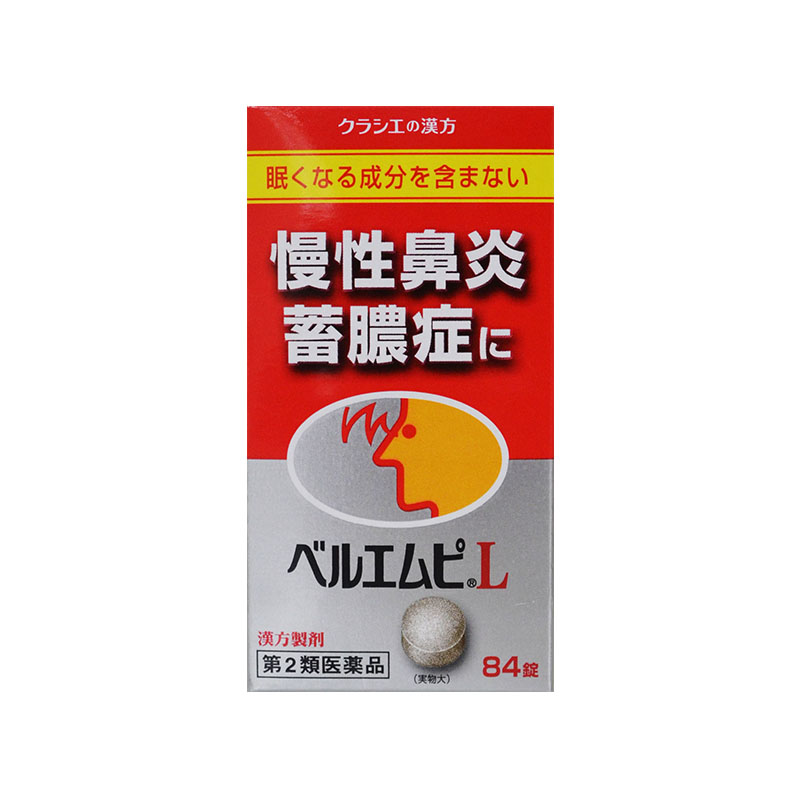 クラシエの漢方
眠くなる成分を含まない
慢性鼻炎
蓄膿症に
ベルエムピ®L
漢方製剤
第2類医薬品
(実物大)
84錠